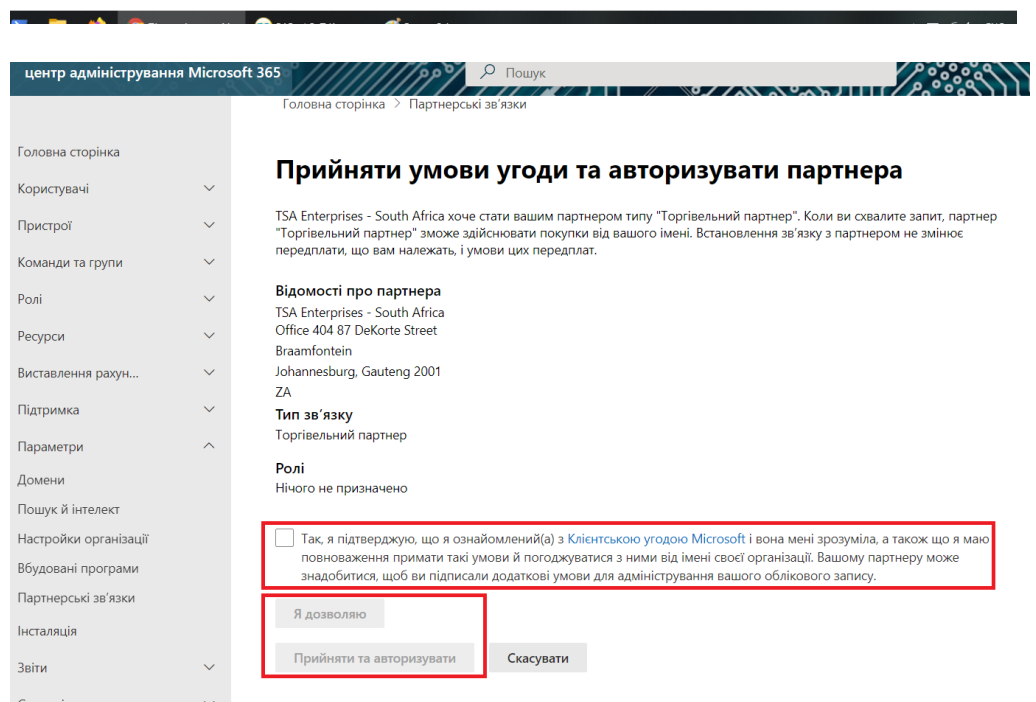 центр адміністрування Microsoft 365
Пошук
Головна сторінка > Партнерські зв'язки
Головна сторінка
Користувачі
Пристрої
Команди та групи
Ролі
Ресурси
Виставлення рахун...
Підтримка
Параметри
Домени
Пошук й інтелект
Настройки організації
Вбудовані програми
Партнерські зв'язки
Інсталяція
Звіти
Прийняти умови угоди та авторизувати партнера
TSA Enterprises - South Africa хоче стати вашим партнером типу "Торгівельний партнер". Коли ви схвалите запит, партнер
"Торгівельний партнер" зможе здійснювати покупки від вашого імені. Встановлення зв'язку з партнером не змінює
передплати, що вам належать, і умови цих передплат.
Відомості про партнера
TSA Enterprises - South Africa
Office 404 87 DeKorte Street
Braamfontein
Johannesburg, Gauteng 2001
ZA
Тип зв'язку
Торгівельний партнер
Ролі
Нічого не призначено
Так, я підтверджую, що я ознайомлений(а) з Клієнтською угодою Microsoft і вона мені зрозуміла, а також що я маю
повноваження примати такі умови й погоджуватися з ними від імені своєї організації. Вашому партнеру може
знадобитися, щоб ви підписали додаткові умови для адміністрування вашого облікового запису.
Я дозволяю
Прийняти та авторизувати
Скасувати